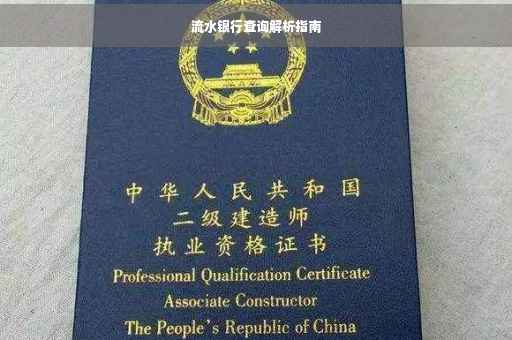 流水银行查询解析指南
中华人民共和国
二级建造师
执业资格证书
Professional Qualification Certificate
Associate Constructor
The People's Republic of China